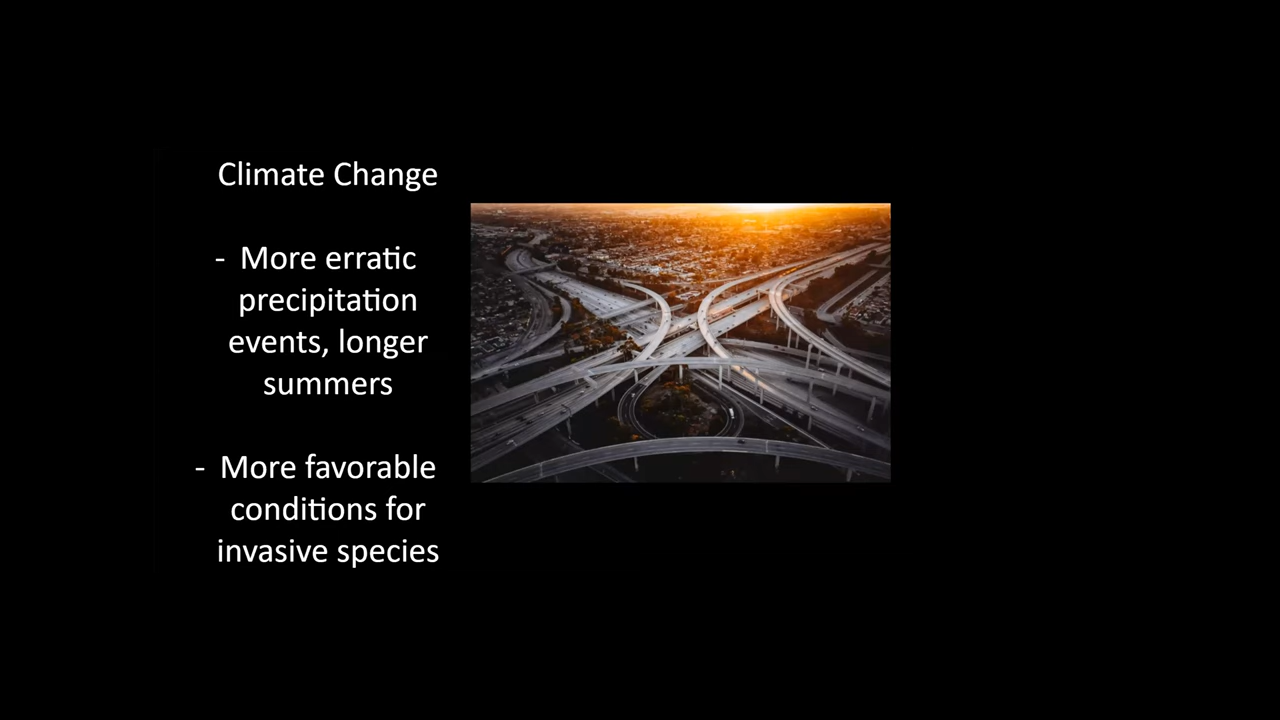 Climate Change
- More erratic
precipitation
events, longer
summers
- More favorable
conditions for
invasive species